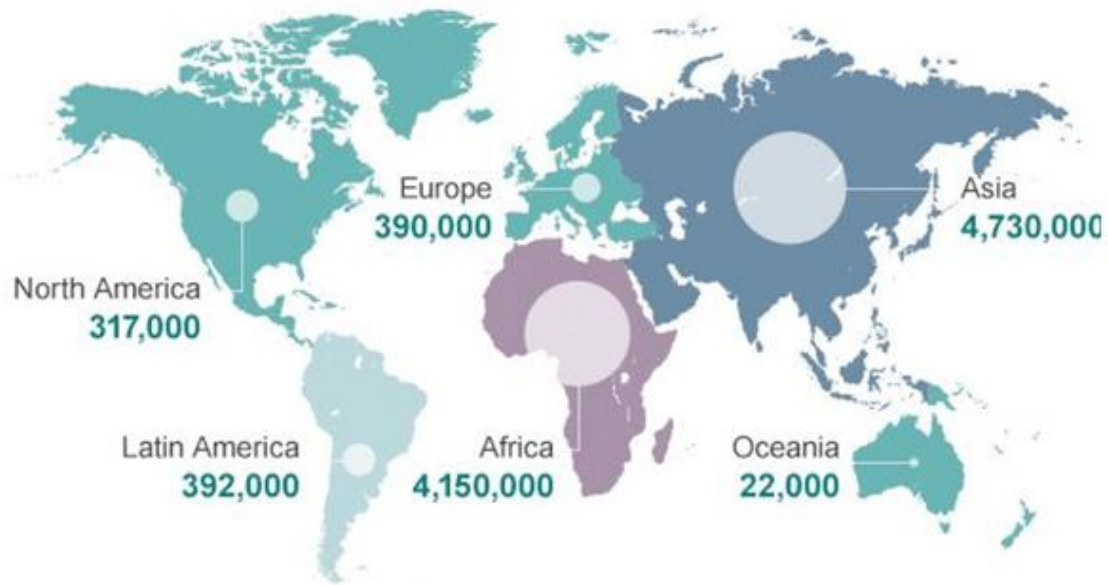 Europe
390,000
Asia
4,730,000
North America
317,000
Latin America
392,000
Africa
4,150,000
Oceania
22,000